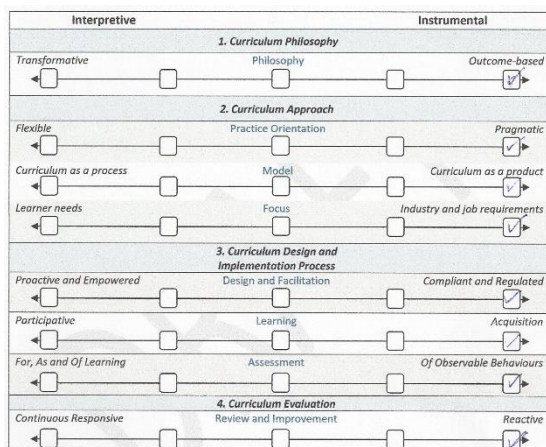 Interpretive Instrumental
1. Curriculum Philosophy
Transformative Philosophy Outcome-based
2. Curriculum Approach
Flexible Practice Orientation Pragmatic
Curriculum as a process Model Curriculum as a product
Learner needs Focus Industry and job requirements
3. Curriculum Design and
Implementation Process
Proactive and Empowered Design and Facilitation Compliant and Regulated
Participative Learning Acquisition
For, As and Of Learning Assessment Of Observable Behaviours
4. Curriculum Evaluation
Continuous Responsive Review and Improvement Reactive